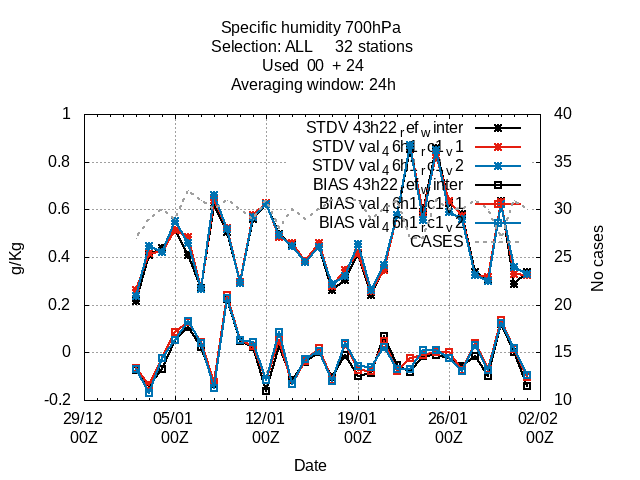 Specific humidity 700hPa
Selection: ALL 32 stations
Used 00 + 24
Averaging window: 24h
1
0.8
0.6
0.4
0.2
0
-0.2
g/Kg
40
35
30
25
20
15
10
No cases
STDV 43h22_ref_winter
STDV val_46h1_rc1_v1
STDV val_46h1_rc1_v2
BIAS 43h22_ref_winter
BIAS val_46h1_rc1_v1
BIAS val_46h1_rc1_v2
CASES
29/12 05/01 12/01 19/01 26/01 02/02
00Z 00Z 00Z 00Z 00Z 00Z
Date